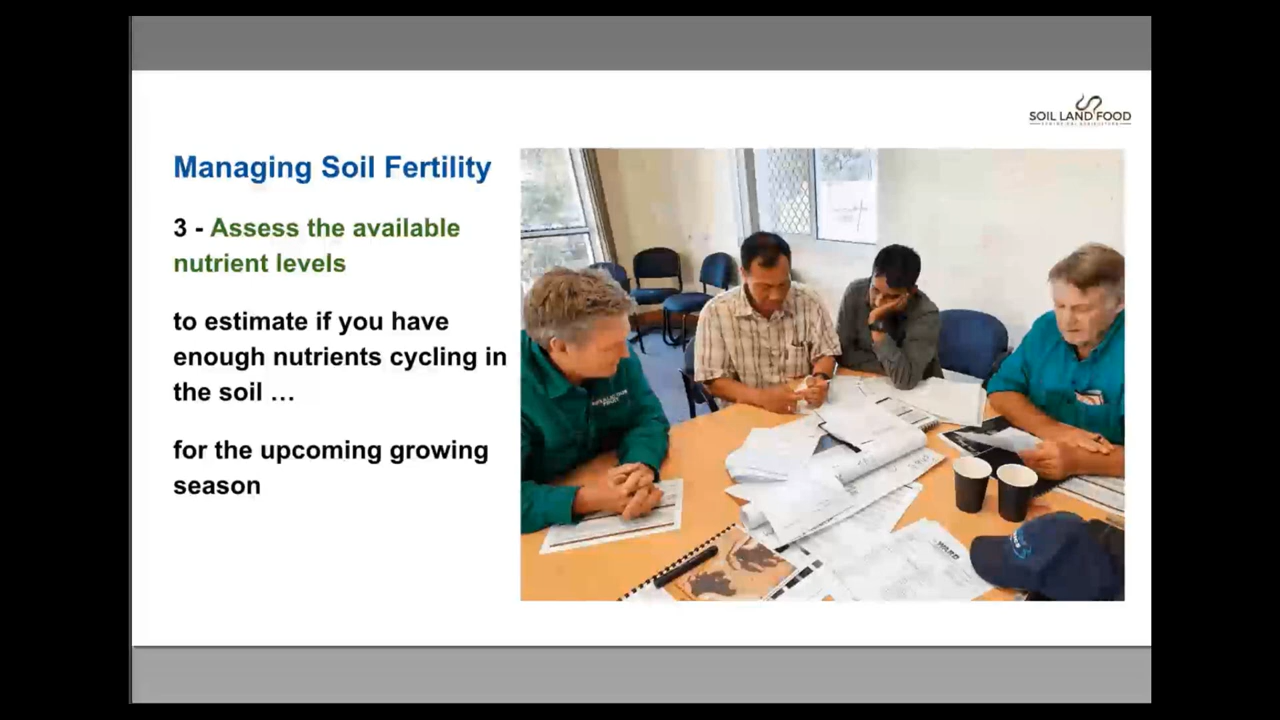 SOIL LAND FOOD
Managing Soil Fertility
3 - Assess the available
nutrient levels
to estimate if you have
enough nutrients cycling in
the soil …
for the upcoming growing
season